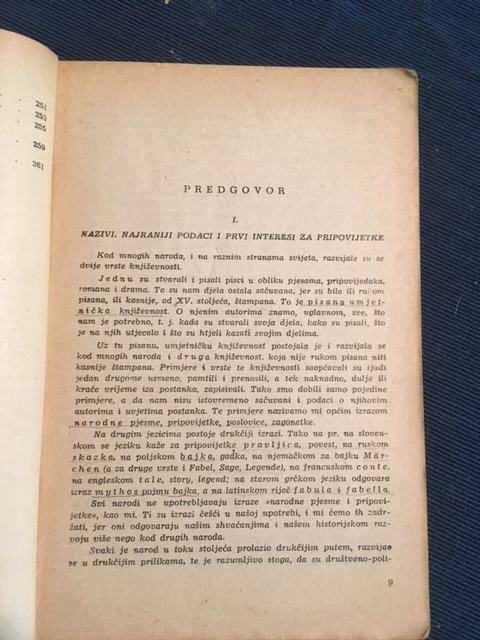 251
253
255
259
261
PREDGOVOR
I.
NAZIVI, NAJRANIJI PODACI I PRVI INTERESI ZA PRIPOVIJETKE
Kod mnogih naroda, i na raznim stranama svijeta, razvijale su se
dvije vrste književnosti.
Jednu su stvarali i pisali pisci u obliku pjesama, pripovijedaka,
romana i drama. Ta su nam djela ostala sačuvana, jer su bila ili rukom
pisana, ili kasnije, od XV. stoljeća, štampana. To je pisana umjet-
nička književnost. O njenim autorima znamo, uglavnom, sve, što
nam je potrebno, t. j. kada su stvarali svoja djela, kako su pisali, što
je na njih utjecalo i što su htjeli kazati svojim djelima.
Uz tu pisanu, umjetničku književnost postojala je i razvijala se
kod mnogih naroda i druga književnost, koja nije rukom pisana niti
kasnije štampana. Primjere i vrste te književnosti saopćavali su ljudi
jedan drugome usmeno, pamtili i prenosili, a tek naknadno, dulje ili
kraće vrijeme iza postanka, zapisivali. Tako smo dobili samo pojedine
primjere, a da nam nisu istovremeno sačuvani i podaci o njihovim
autorima i uvjetima postanka. Te primjere nazivamo mi općim izrazom
narodne pjesme, pripovijetke, poslovice, zagonetke.
Na drugim jezicima postoje drukčiji izrazi. Tako na pr. na sloven-
skom se jeziku kaže za pripovijetke pravljica, povest, na ruskom
skazka, na poljskom bajka, gadka, na njemačkom za bajku Mär-
chen (a za druge vrste i Fabel, Sage, Legende), na francuskom conte,
na engleskom tale, story, legend; na starom grčkom jeziku odgovara
izraz mythos pojmu bajka, a na latinskom riječ fabula i fabella.
Svi narodi ne upotrebljavaju izraze »narodne pjesme i pripovi-
jetke«, kao mi. Ti su izrazi češći u našoj upotrebi, i mi ćemo ih zadr-
žati, jer oni odgovaraju našim shvaćanjima i našem historijskom raz-
voju više nego kod drugih naroda.
Svaki je narod u toku stoljeća prolazio drukčijim putem, razvijao
se u drukčijim prilikama, te je razumljivo stoga, da su društveno-poli-
9